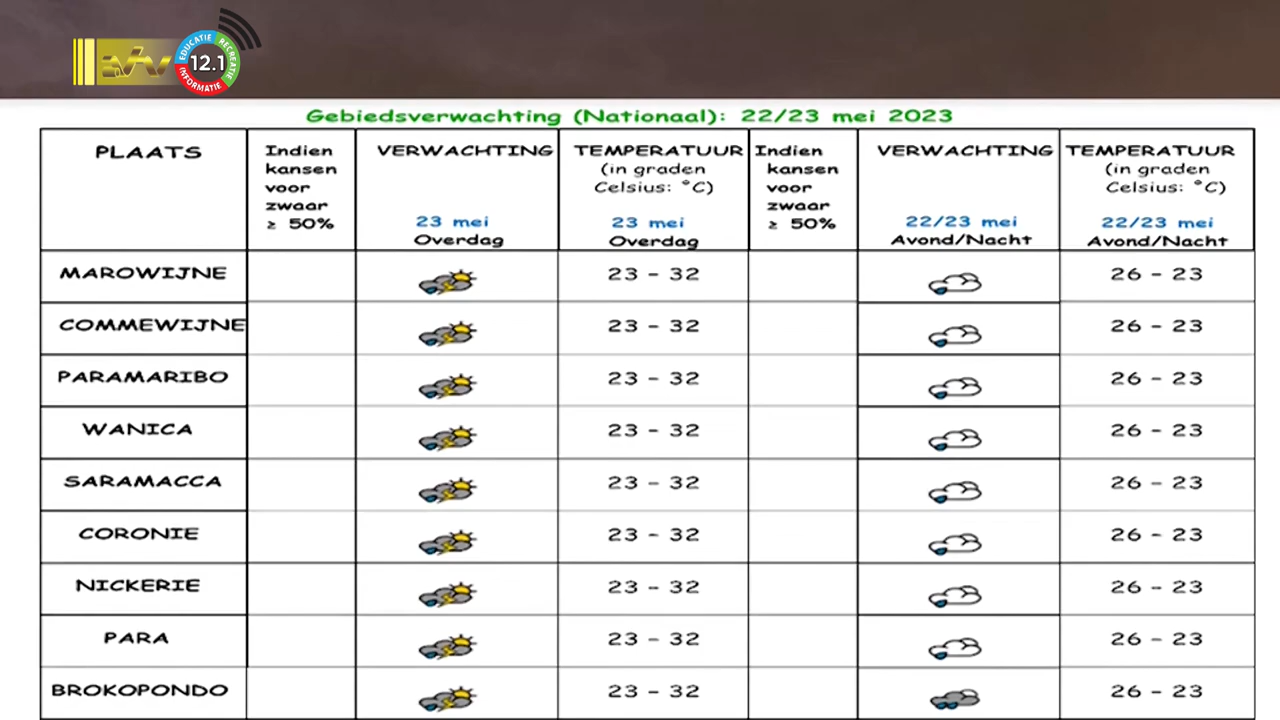 EDUCATIE
RECREATIE
INFORMATIE
12.1
Gebiedsverwachting (Nationaal): 22/23 mei 2023
PLAATS Indien kansen voor zwaar ≥ 50% VERWACHTING 23 mei Overdag TEMPERATUUR (in graden Celsius: °C) 23 mei Overdag Indien kansen voor zwaar ≥ 50% VERWACHTING 22/23 mei Avond/Nacht TEMPERATUUR (in graden Celsius: °C) 22/23 mei Avond/Nacht
MAROWIJNE 23 – 32 26 – 23
COMMEWIJNE 23 – 32 26 – 23
PARAMARIBO 23 – 32 26 – 23
WANICA 23 – 32 26 – 23
SARAMACCA 23 – 32 26 – 23
CORONIE 23 – 32 26 – 23
NICKERIE 23 – 32 26 – 23
PARA 23 – 32 26 – 23
BROKOPONDO 23 – 32 26 – 23